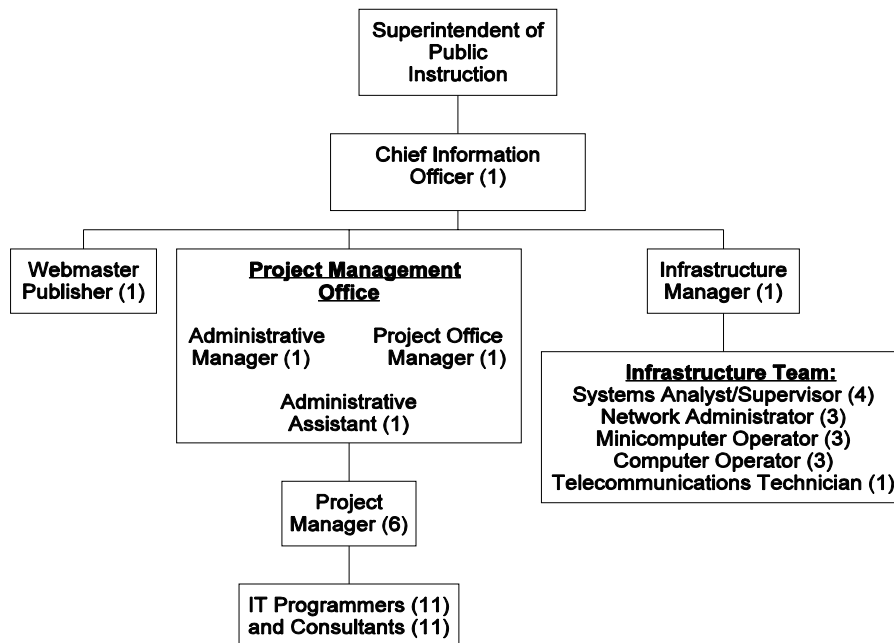 Superintendent of
Public
Instruction
Chief Information
Officer (1)
Webmaster
Publisher (1)
Project Management
Office
Administrative
Manager (1)
Project Office
Manager (1)
Administrative
Assistant (1)
Infrastructure
Manager (1)
Infrastructure Team:
Systems Analyst/Supervisor (4)
Network Administrator (3)
Minicomputer Operator (3)
Computer Operator (3)
Telecommunications Technician (1)
Project
Manager (6)
IT Programmers (11)
and Consultants (11)